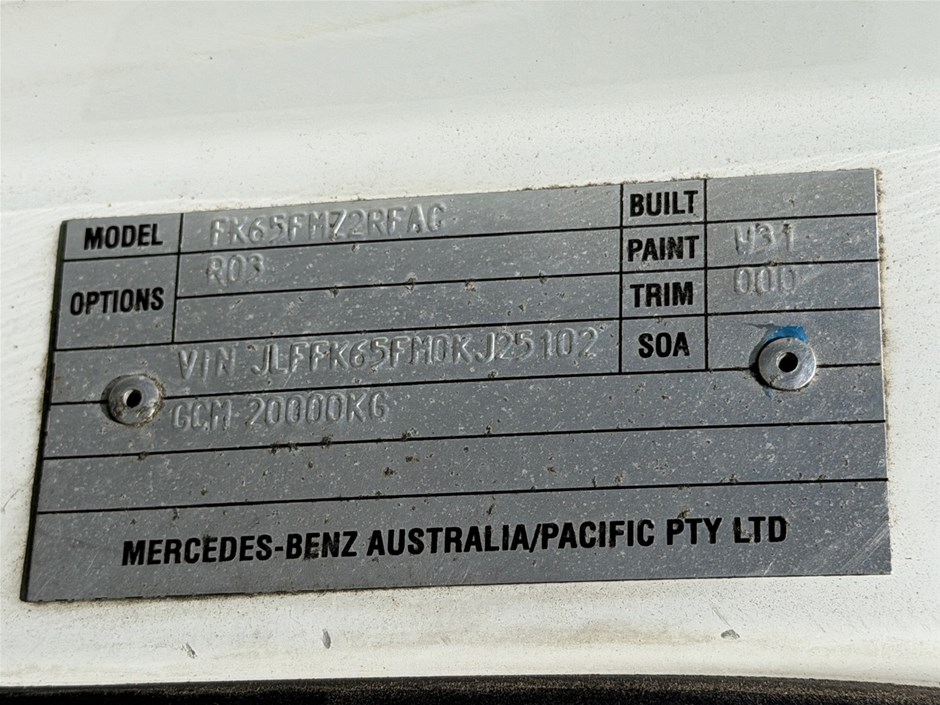 MODEL FK65FMZ2RFAC BUILT
OPTIONS R03 PAINT W31
TRIM 000
VIN JLFFK65FM0KJ25102 SOA
GCM 20000KG
MERCEDES-BENZ AUSTRALIA/PACIFIC PTY LTD